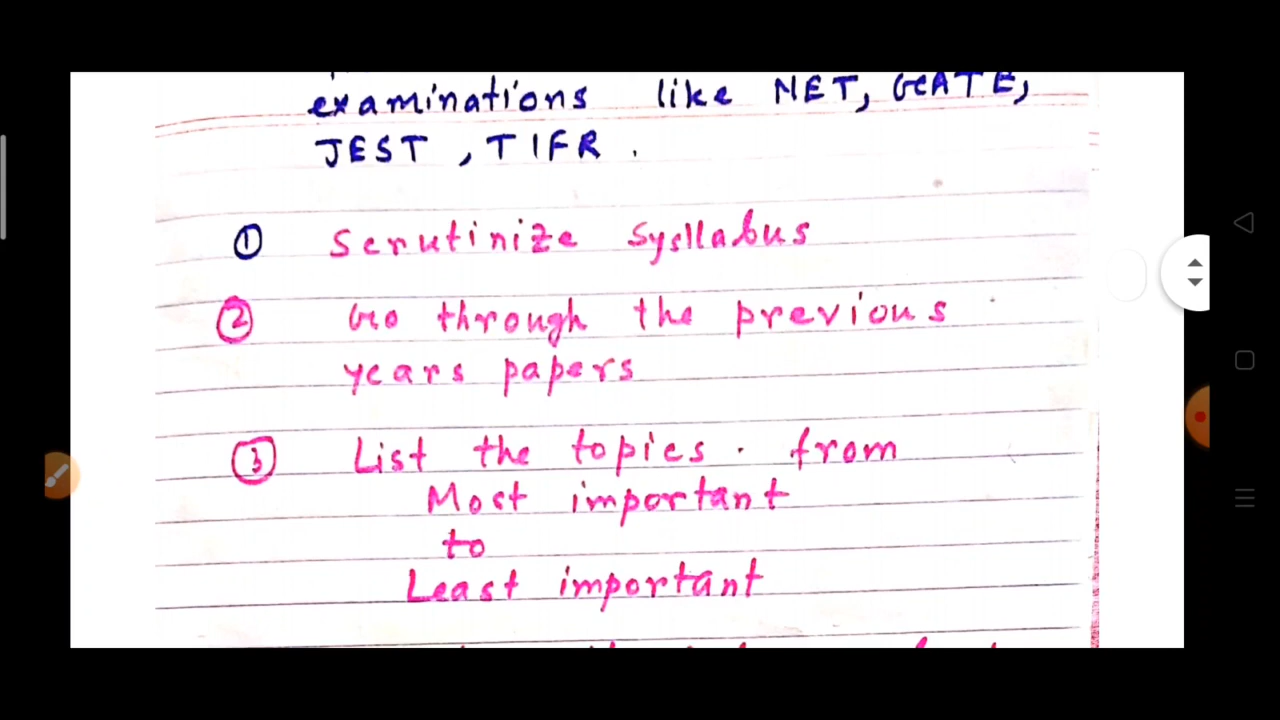 examinations like NET, GATE,
JEST , TIFR .
① Scrutinize Sysllabus
② Go through the previous
years papers
③ List the topics . from
Most important
to
Least important